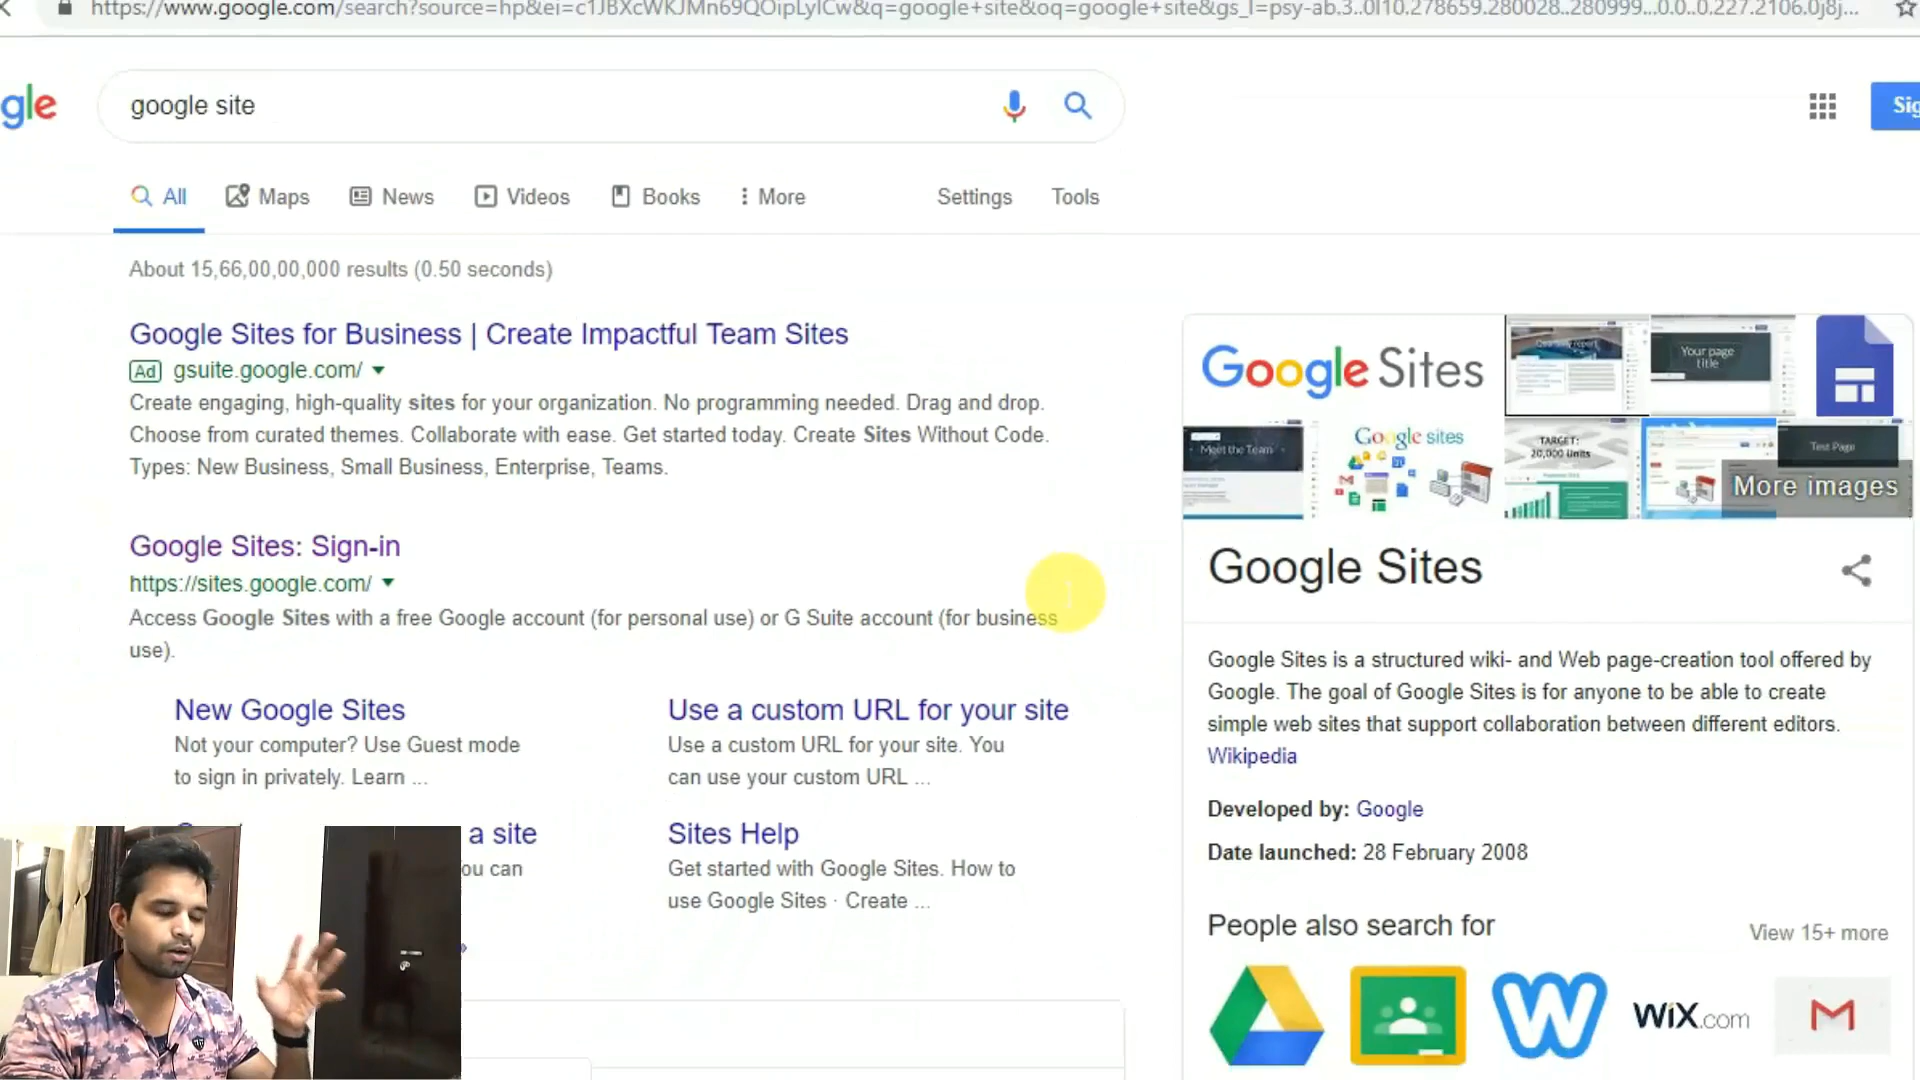 https://www.google.com/search?source=hp&ei=c1JBXcWKJMn69QOipLyICw&q=google+site&oq=google+site&gs_l=psy-ab.3..0l10.278659.280028..280999...0.0..0.227.2106.0j8j...
gle
google site
Sig
All
Maps
News
Videos
Books
More
Settings
Tools
About 15,66,00,00,000 results (0.50 seconds)
Google Sites for Business | Create Impactful Team Sites
Ad gsuite.google.com/
Create engaging, high-quality sites for your organization. No programming needed. Drag and drop.
Choose from curated themes. Collaborate with ease. Get started today. Create Sites Without Code.
Types: New Business, Small Business, Enterprise, Teams.
Google Sites: Sign-in
https://sites.google.com/
Access Google Sites with a free Google account (for personal use) or G Suite account (for business
use).
New Google Sites
Not your computer? Use Guest mode
to sign in privately. Learn ...
Use a custom URL for your site
Use a custom URL for your site. You
can use your custom URL ...
a site
ou can
Sites Help
Get started with Google Sites. How to
use Google Sites · Create ...
Google Sites
Your page
title
Meet the Team
Google sites
TARGET:
20,000 Units
Test Page
More images
Google Sites
Google Sites is a structured wiki- and Web page-creation tool offered by
Google. The goal of Google Sites is for anyone to be able to create
simple web sites that support collaboration between different editors.
Wikipedia
Developed by: Google
Date launched: 28 February 2008
People also search for
View 15+ more
WiX.com